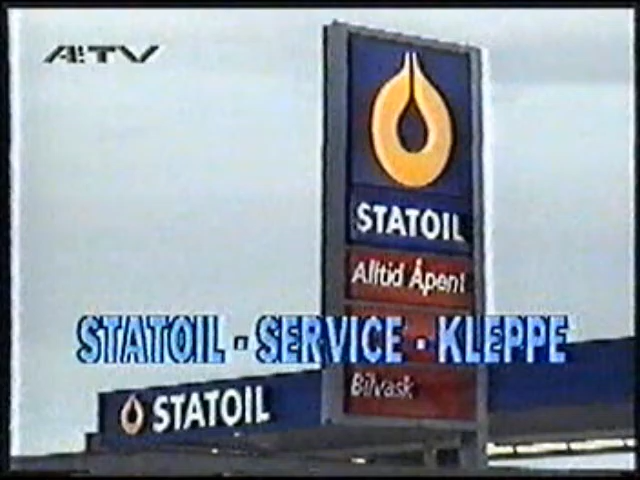 A!TV
STATOIL
Alltid Åpent
STATOIL - SERVICE - KLEPPE
Bilvask
STATOIL